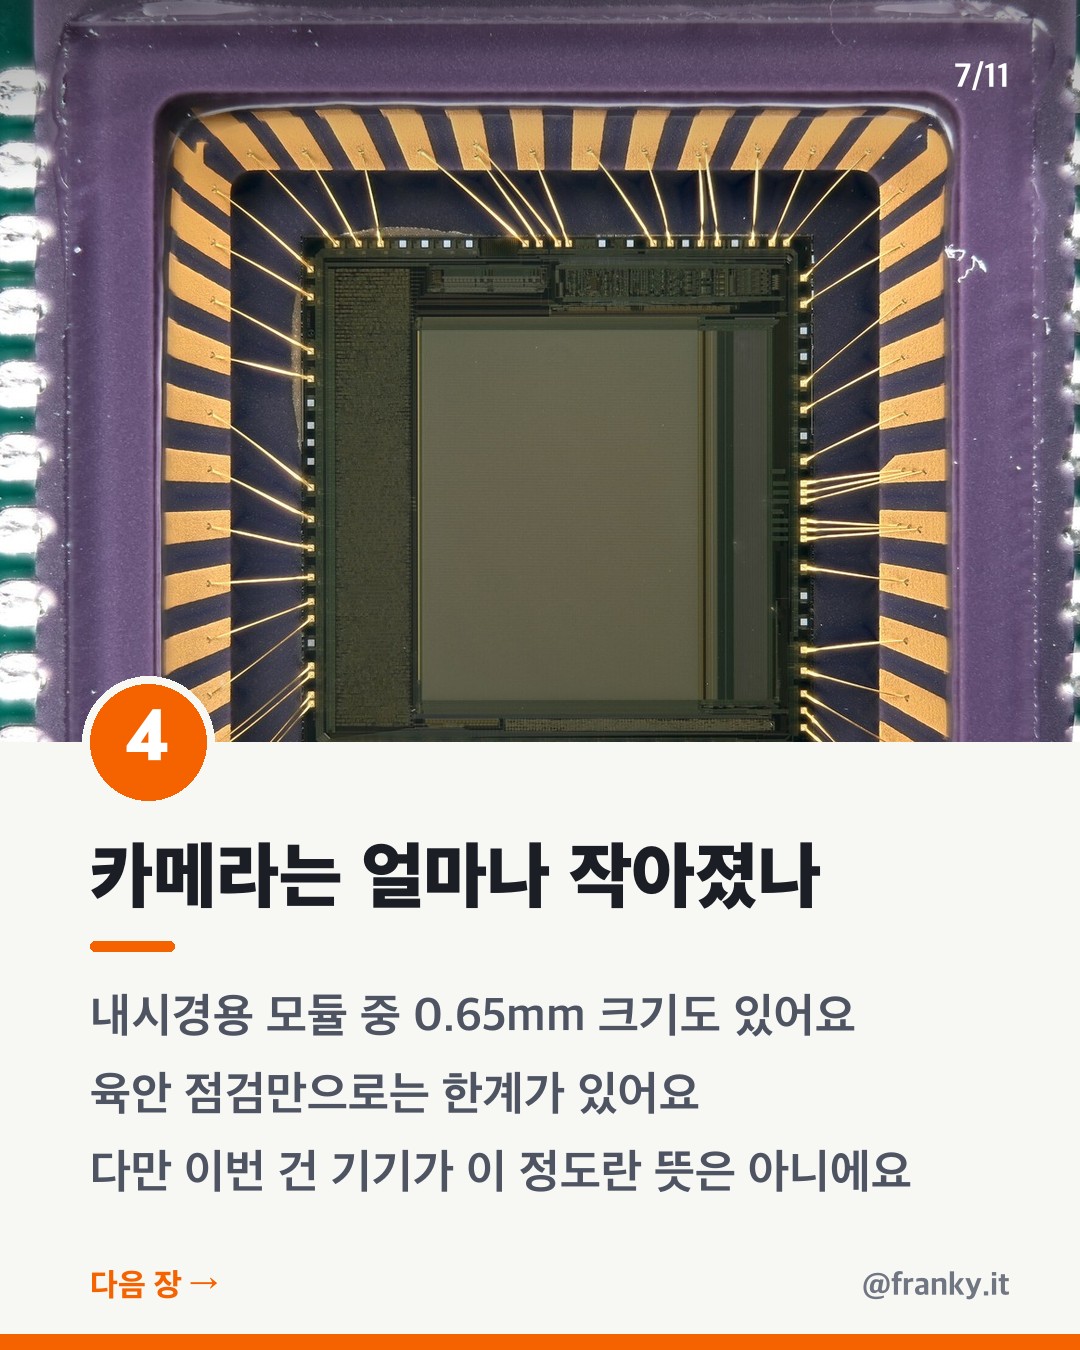 7/11
4
카메라는 얼마나 작아졌나
내시경용 모듈 중 0.65mm 크기도 있어요
육안 점검만으로는 한계가 있어요
다만 이번 건 기기가 이 정도란 뜻은 아니에요
다음 장 →
@franky.it